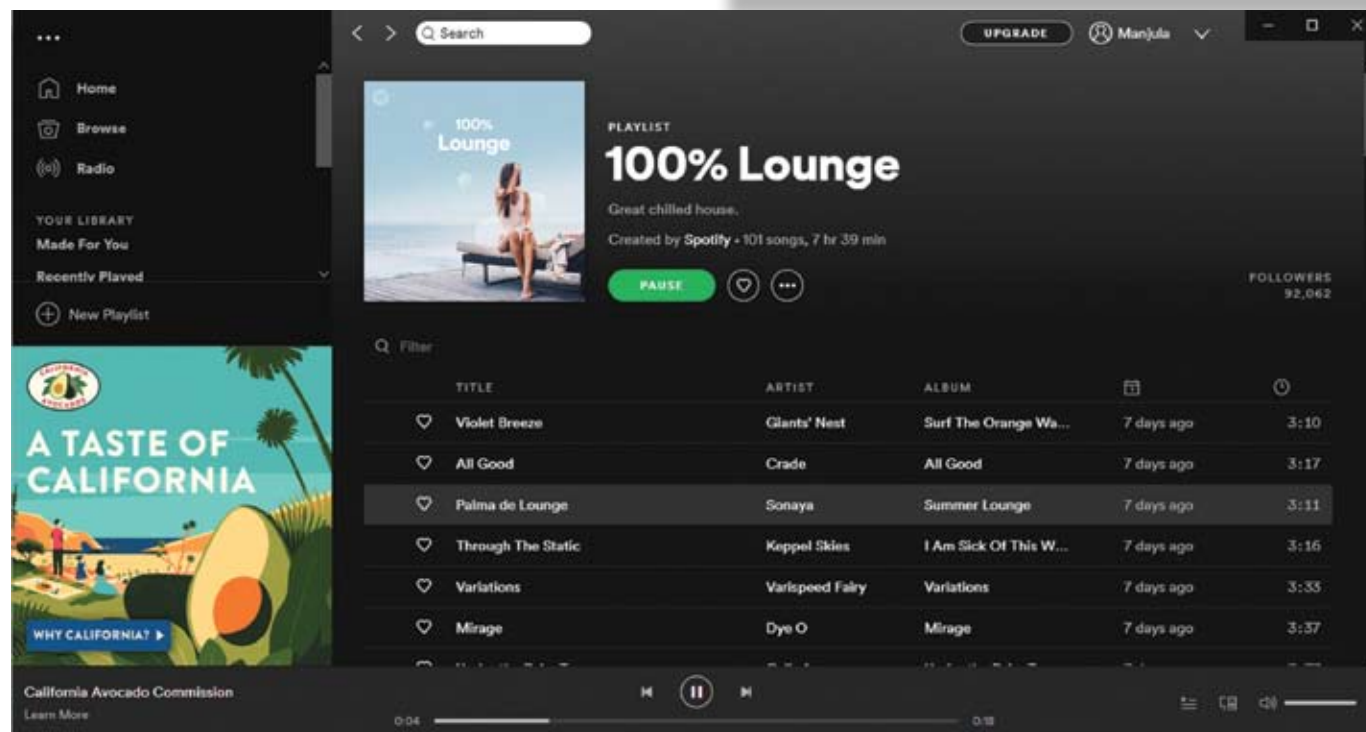 Search
UPGRADE
Manjula
Home
Browse
Radio
YOUR LIBRARY
Made For You
Recently Played
New Playlist
100%
Lounge
PLAYLIST
100% Lounge
Great chilled house.
Created by Spotify • 101 songs, 7 hr 39 min
PAUSE
FOLLOWERS
92,062
Filter
TITLE ARTIST ALBUM
Violet Breeze Giants' Nest Surf The Orange Wa... 7 days ago 3:10
All Good Crade All Good 7 days ago 3:17
Palma de Lounge Sonaya Summer Lounge 7 days ago 3:11
Through The Static Keppel Skies I Am Sick Of This W... 7 days ago 3:16
Variations Varispeed Fairy Variations 7 days ago 3:33
Mirage Dye O Mirage 7 days ago 3:37
CALIFORNIA
AVOCADOS
A TASTE OF
CALIFORNIA
WHY CALIFORNIA?
California Avocado Commission
Learn More
0:04 0:18